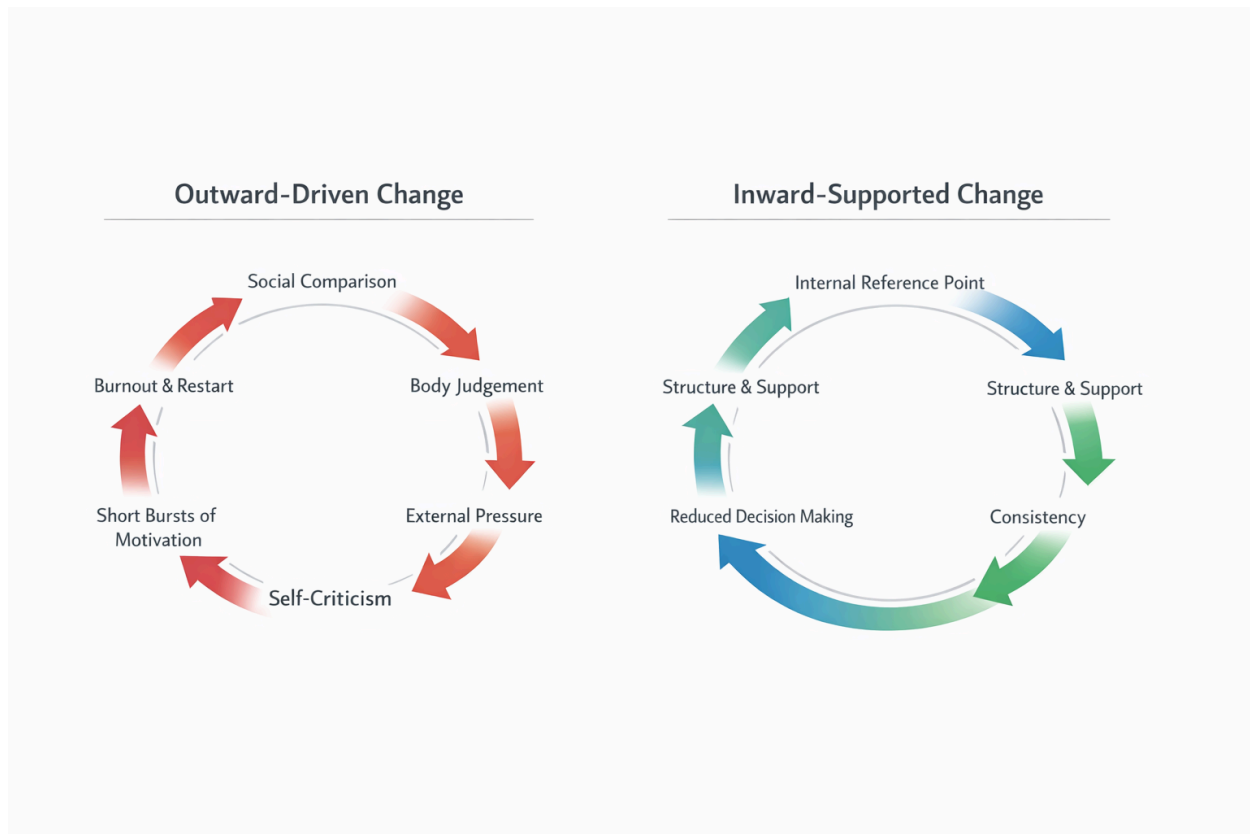 Outward-Driven Change
Social Comparison
Body Judgement
External Pressure
Self-Criticism
Short Bursts of
Motivation
Burnout & Restart
Inward-Supported Change
Internal Reference Point
Structure & Support
Consistency
Reduced Decision Making
Structure & Support